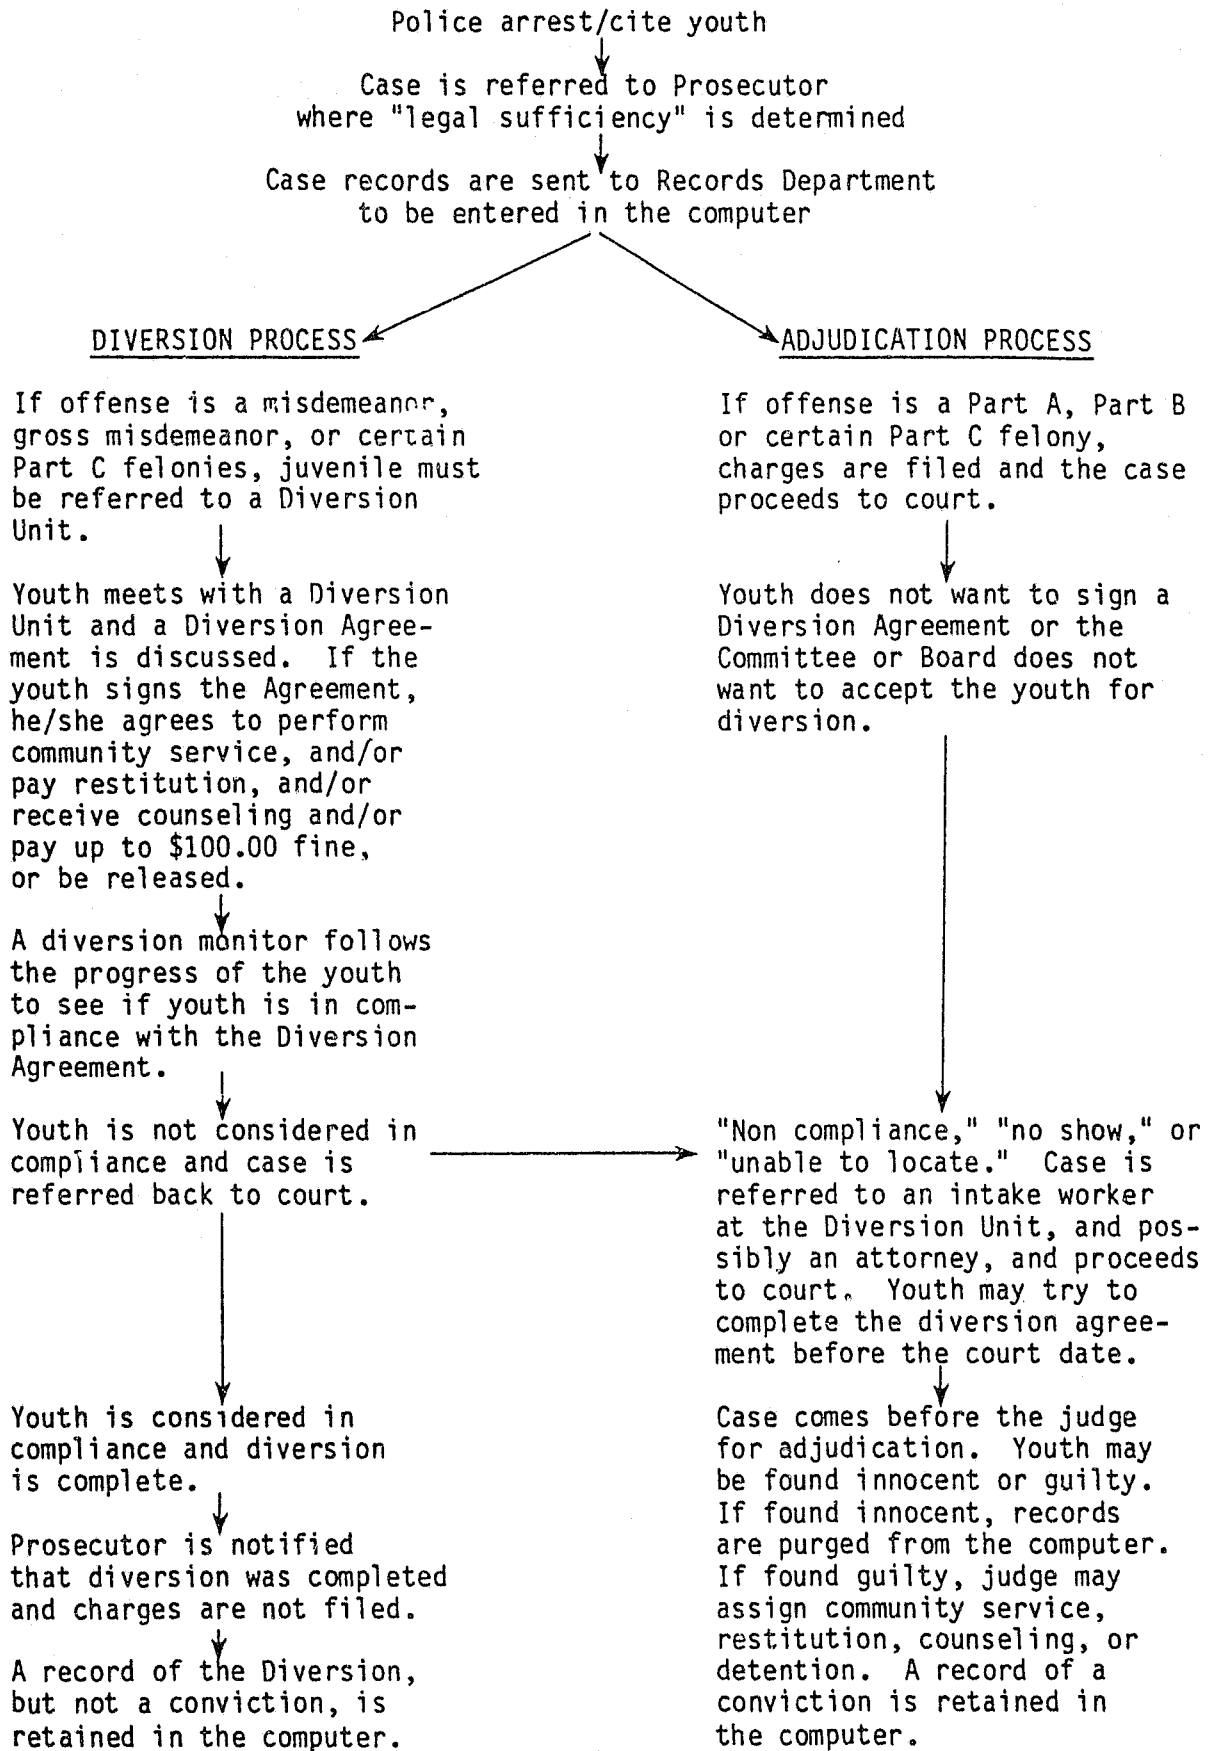 Police arrest/cite youth
Case is referred to Prosecutor
where "legal sufficiency" is determined
Case records are sent to Records Department
to be entered in the computer
DIVERSION PROCESS
If offense is a misdemeanor,
gross misdemeanor, or certain
Part C felonies, juvenile must
be referred to a Diversion
Unit.
Youth meets with a Diversion
Unit and a Diversion Agree-
ment is discussed. If the
youth signs the Agreement,
he/she agrees to perform
community service, and/or
pay restitution, and/or
receive counseling and/or
pay up to $100.00 fine,
or be released.
A diversion monitor follows
the progress of the youth
to see if youth is in com-
pliance with the Diversion
Agreement.
Youth is not considered in
compliance and case is
referred back to court.
Youth is considered in
compliance and diversion
is complete.
Prosecutor is notified
that diversion was completed
and charges are not filed.
A record of the Diversion,
but not a conviction, is
retained in the computer.
ADJUDICATION PROCESS
If offense is a Part A, Part B
or certain Part C felony,
charges are filed and the case
proceeds to court.
Youth does not want to sign a
Diversion Agreement or the
Committee or Board does not
want to accept the youth for
diversion.
"Non compliance," "no show," or
"unable to locate." Case is
referred to an intake worker
at the Diversion Unit, and pos-
sibly an attorney, and proceeds
to court. Youth may try to
complete the diversion agree-
ment before the court date.
Case comes before the judge
for adjudication. Youth may
be found innocent or guilty.
If found innocent, records
are purged from the computer.
If found guilty, judge may
assign community service,
restitution, counseling, or
detention. A record of a
conviction is retained in
the computer.